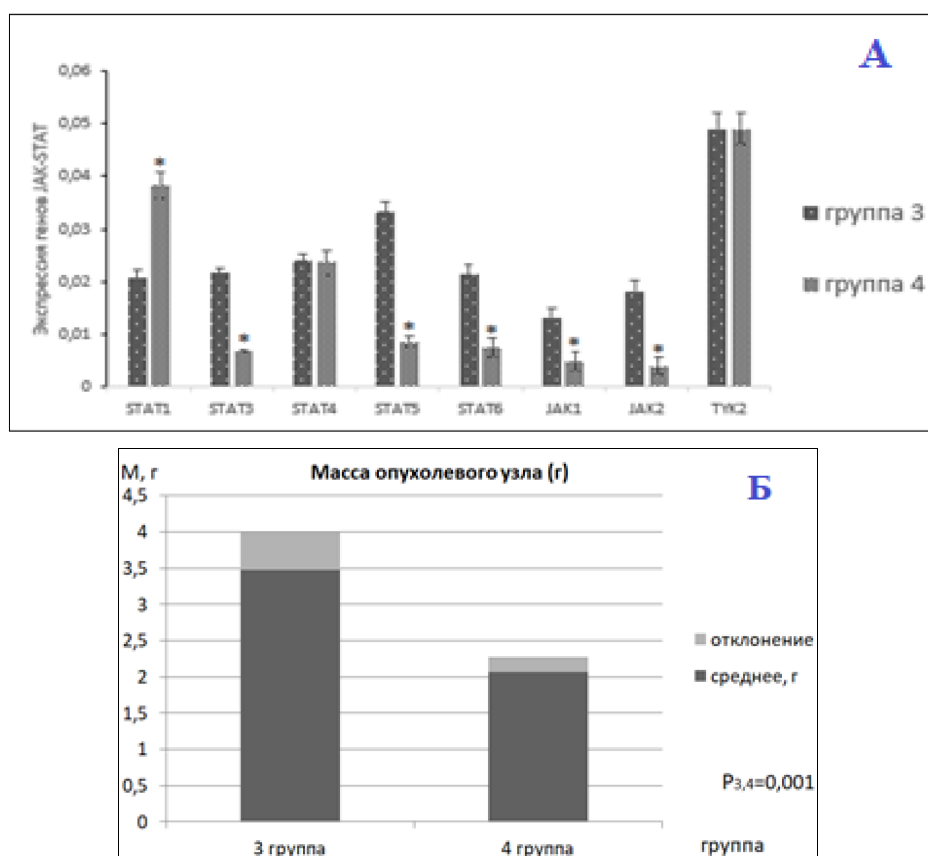 А
Экспрессия генов JAK-STAT
0,06
0,05
0,04
0,03
0,02
0,01
0
*
*
*
*
*
*
STAT1 STAT3 STAT4 STAT5 STAT6 JAK1 JAK2 TYK2
группа 3
группа 4
М, г
Масса опухолевого узла (г)
Б
4,5
4
3,5
3
2,5
2
1,5
1
0,5
0
отклонение
среднее, г
P3,4=0,001
3 группа 4 группа группа